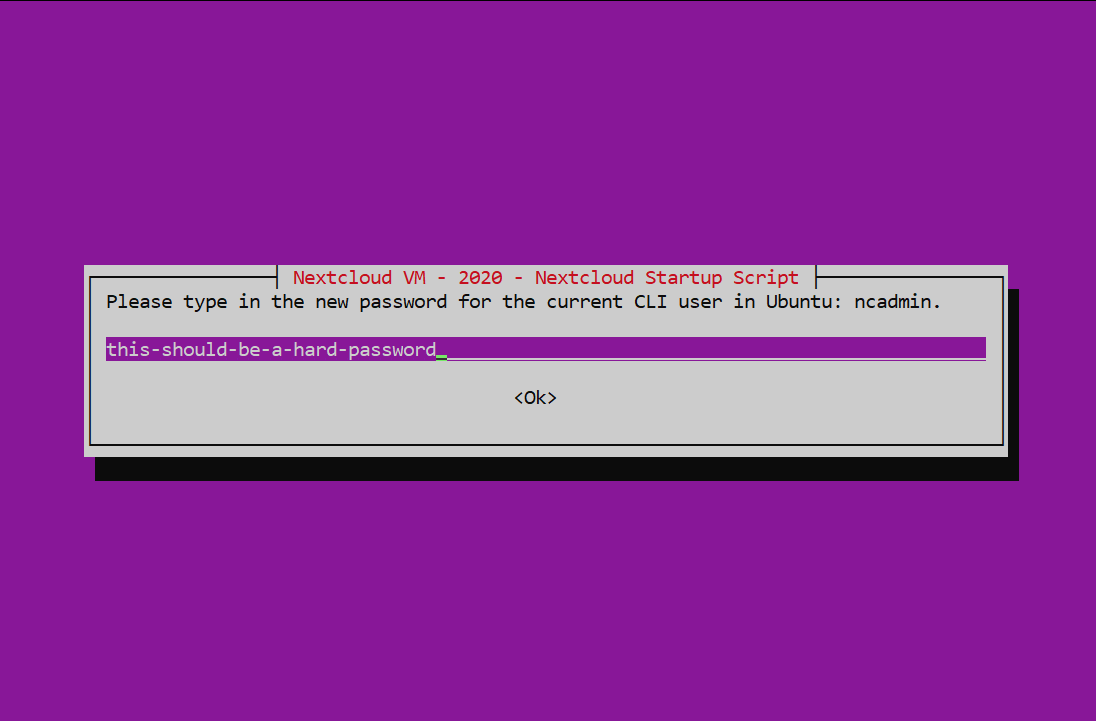 Nextcloud VM - 2020 - Nextcloud Startup Script
Please type in the new password for the current CLI user in Ubuntu: ncadmin.
this-should-be-a-hard-password_
<Ok>